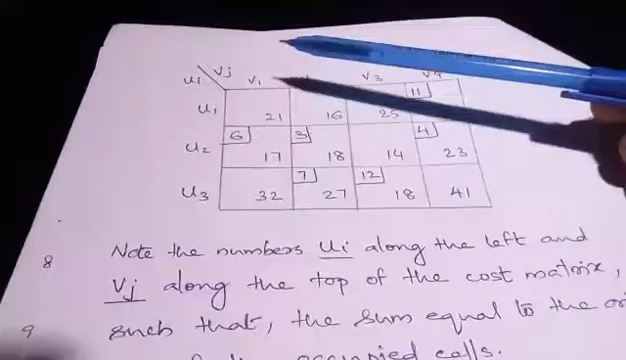 ui vj v1 v3 v4
u1 21 16 25 11
u2 6 17 3 18 14 4 23
u3 32 7 27 12 18 41
8 Note the numbers ui along the left and
vj along the top of the cost matrix,
9 such that, the sum equal to the
occupied cells.